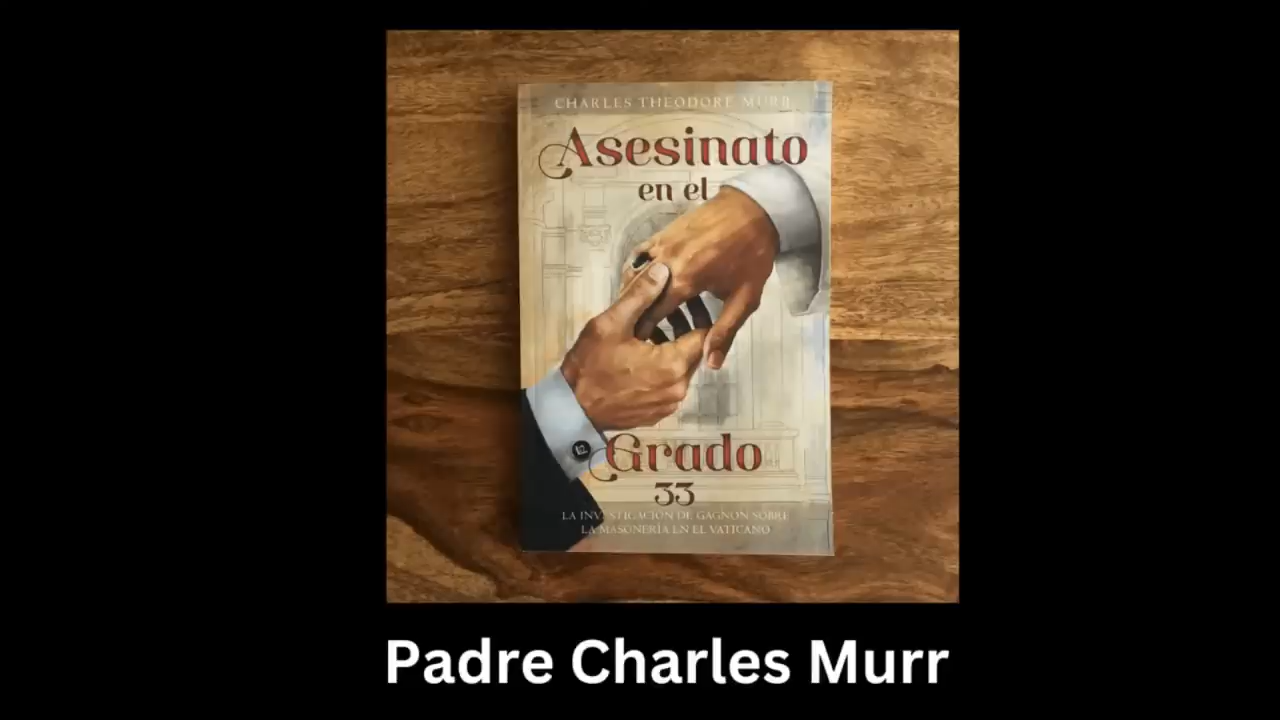 CHARLES THEODORE MURR
Asesinato
en el
Grado
33
LA INVESTIGACIÓN DE GAGNON SOBRE
LA MASONERÍA EN EL VATICANO
Padre Charles Murr